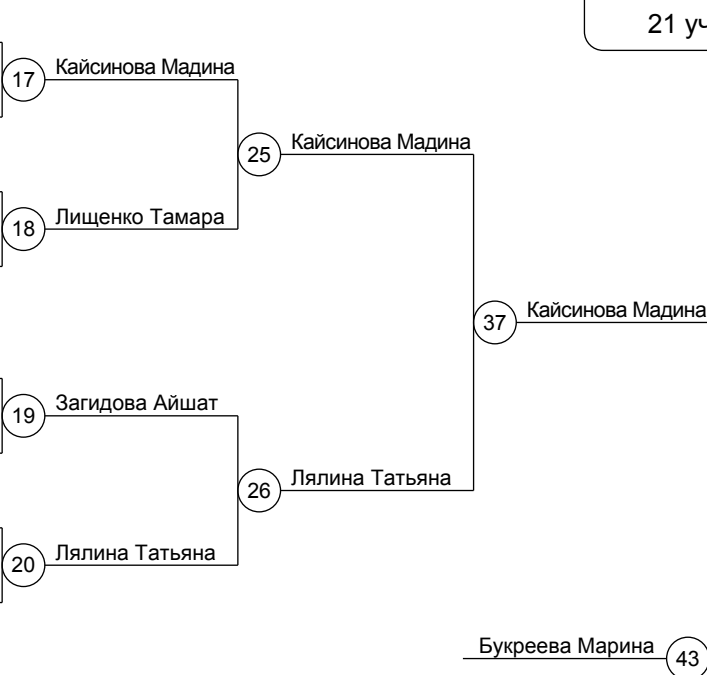 21 уч
17 Кайсинова Мадина
25 Кайсинова Мадина
18 Лищенко Тамара
37 Кайсинова Мадина
19 Загидова Айшат
26 Лялина Татьяна
20 Лялина Татьяна
Букреева Марина 43